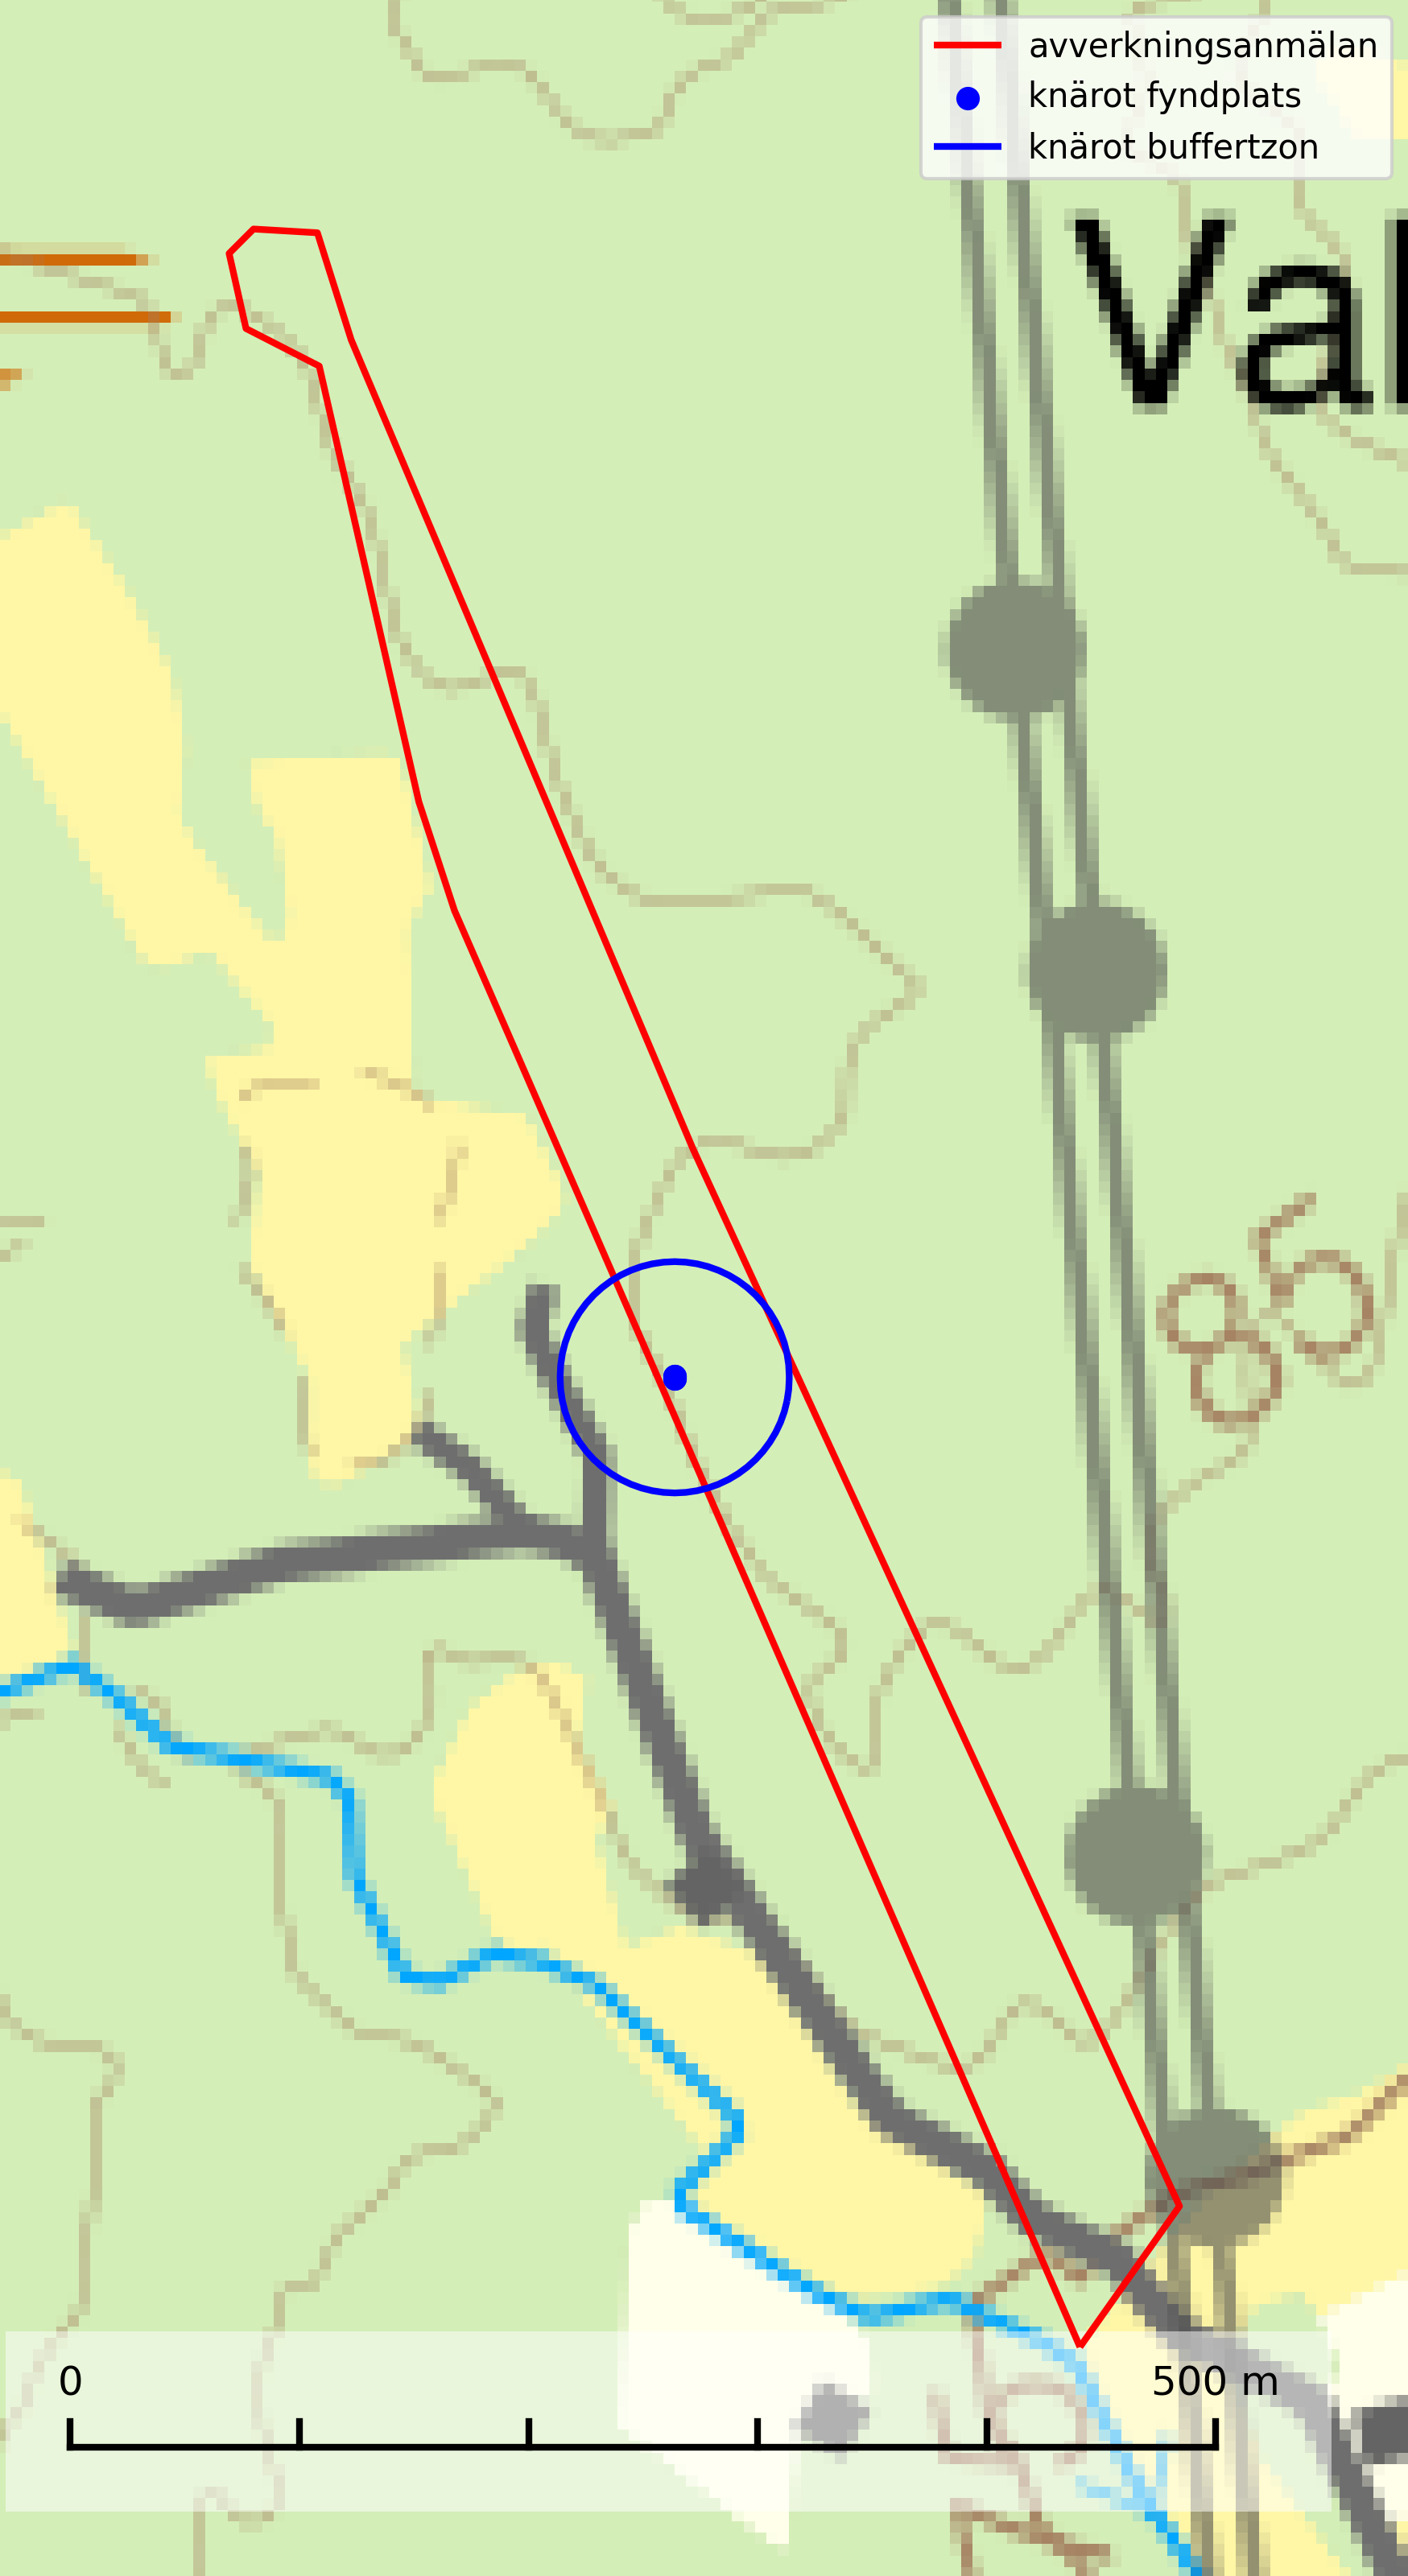 avverkningsanmälan
knärot fyndplats
knärot buffertzon
Val
85
0
500 m